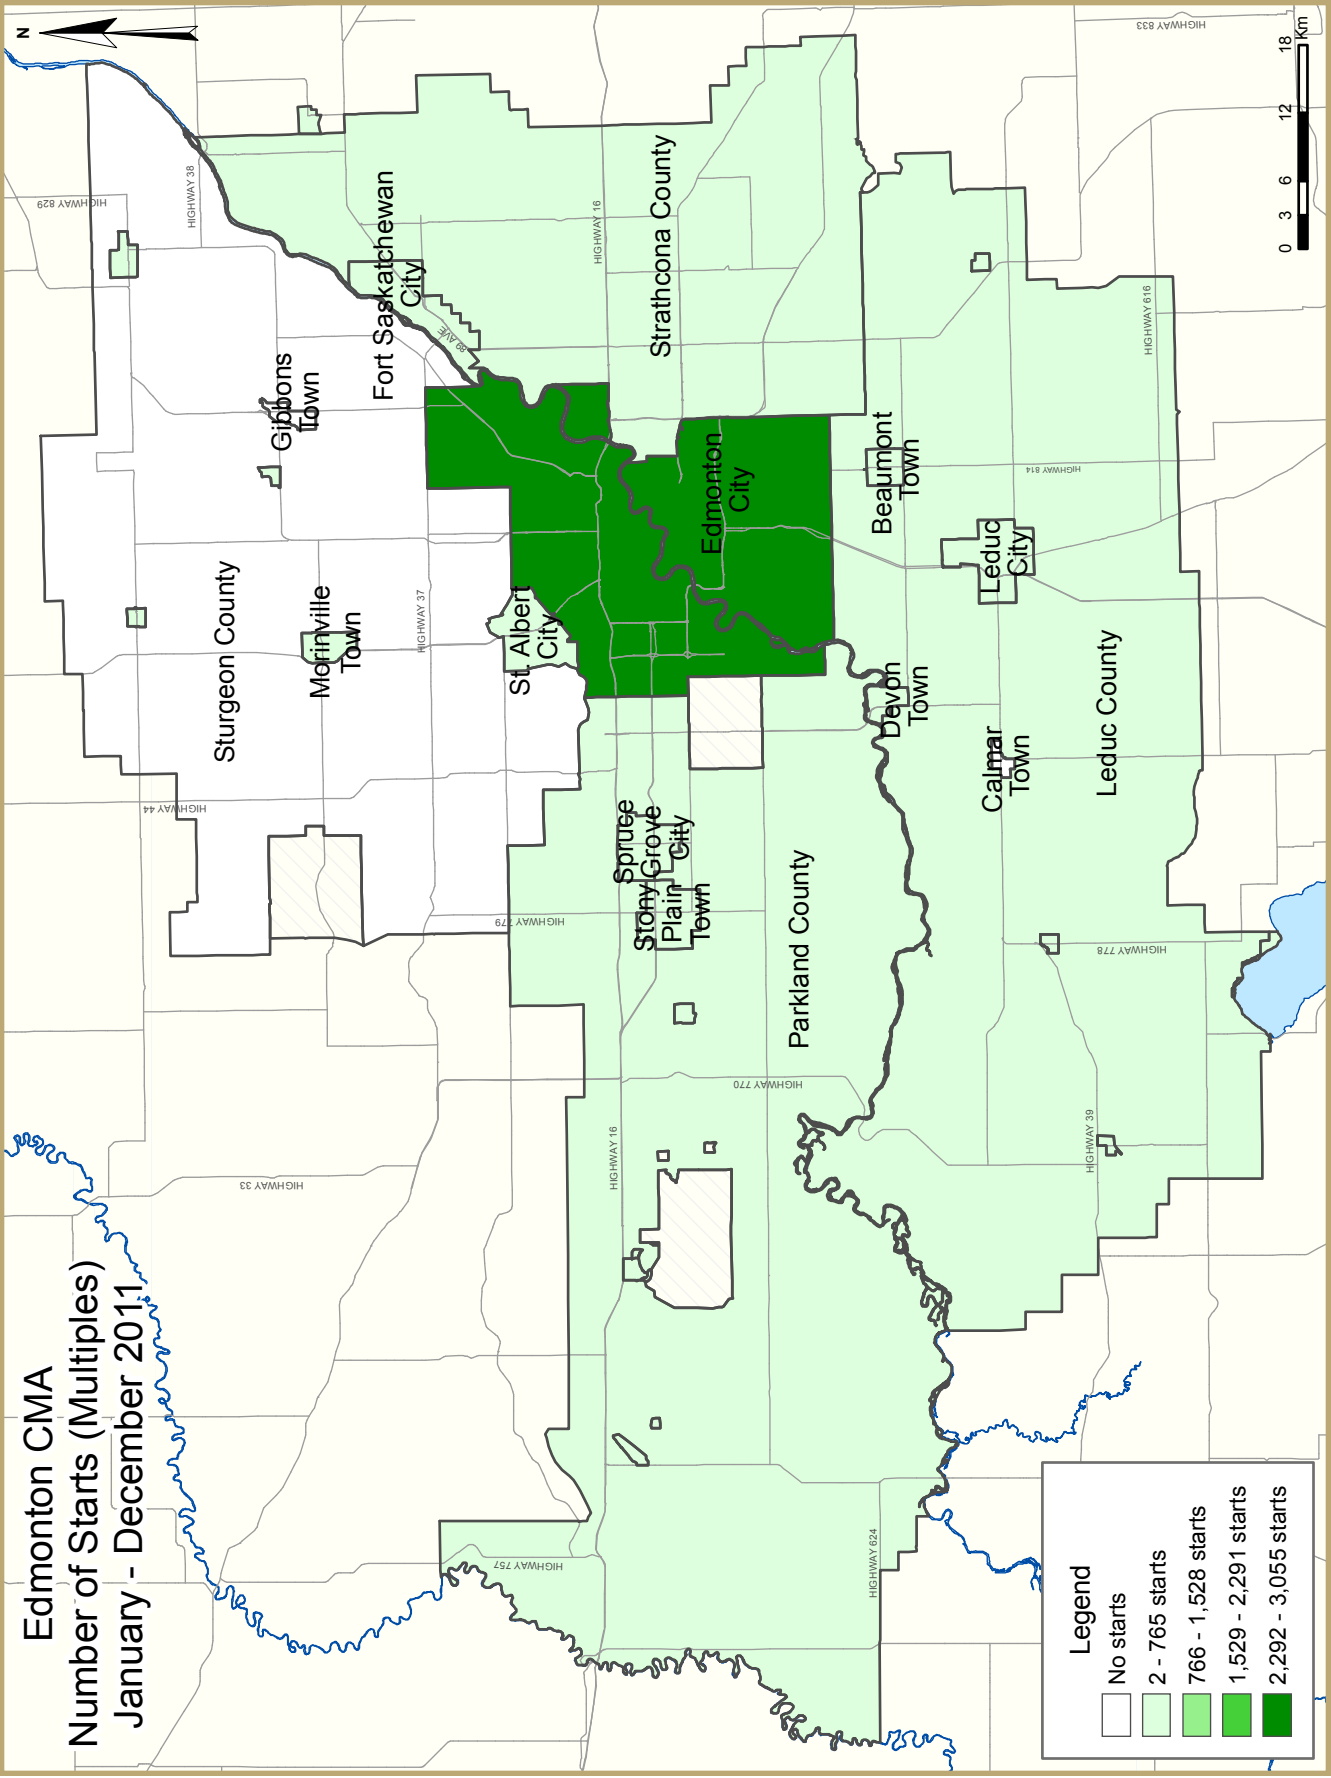 Edmonton CMA
Number of Starts (Multiples)
January - December 2011
N
HIGHWAY 829
HIGHWAY 38
HIGHWAY 833
HIGHWAY 44
HIGHWAY 33
HIGHWAY 37
HIGHWAY 779
HIGHWAY 757
HIGHWAY 16
HIGHWAY 16
HIGHWAY 770
HIGHWAY 624
HIGHWAY 39
HIGHWAY 778
HIGHWAY 814
HIGHWAY 616
89 AVE
Sturgeon County
Gibbons
Town
Morinville
Town
Fort Saskatchewan
City
St. Albert
City
Strathcona County
Edmonton
City
Spruce
Grove
City
Stony
Plain
Town
Parkland County
Beaumont
Town
Devon
Town
Leduc
City
Calmar
Town
Leduc County
Legend
No starts
2 - 765 starts
766 - 1,528 starts
1,529 - 2,291 starts
2,292 - 3,055 starts
0 3 6 12 18
Km